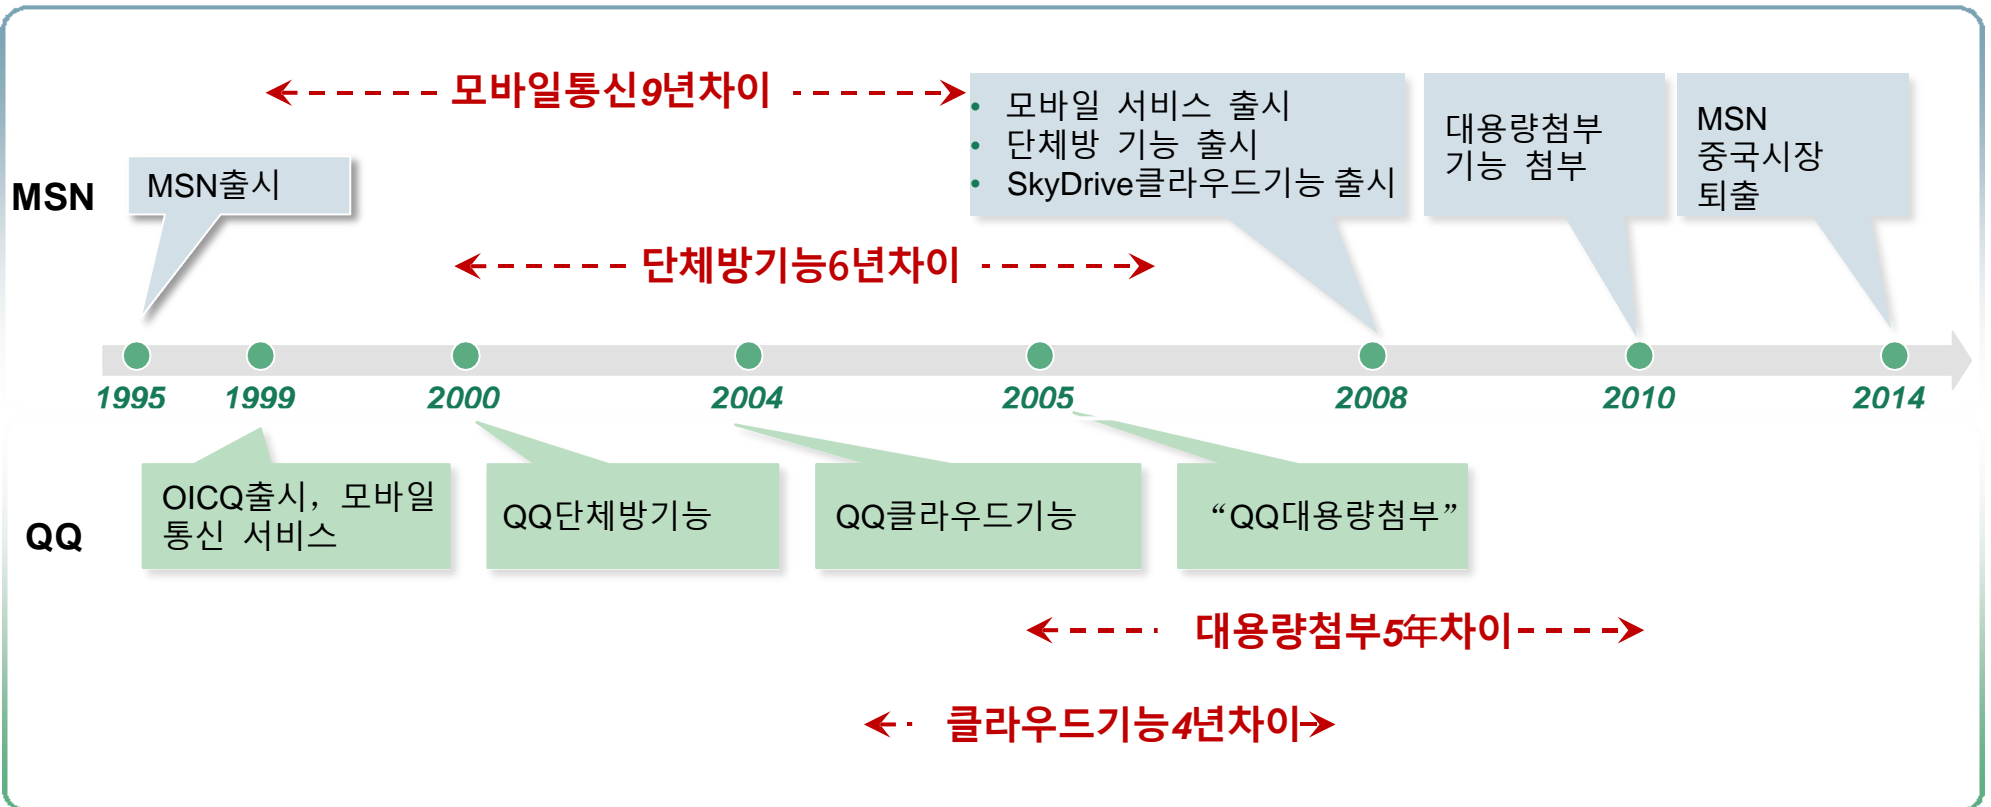 모바일통신9년차이
• 모바일 서비스 출시
• 단체방 기능 출시
• SkyDrive클라우드기능 출시
대용량첨부
기능 첨부
MSN
중국시장
퇴출
MSN
MSN출시
단체방기능6년차이
1995 1999 2000 2004 2005 2008 2010 2014
QQ
OICQ출시, 모바일
통신 서비스
QQ단체방기능
QQ클라우드기능
“QQ대용량첨부”
대용량첨부5年차이
클라우드기능4년차이